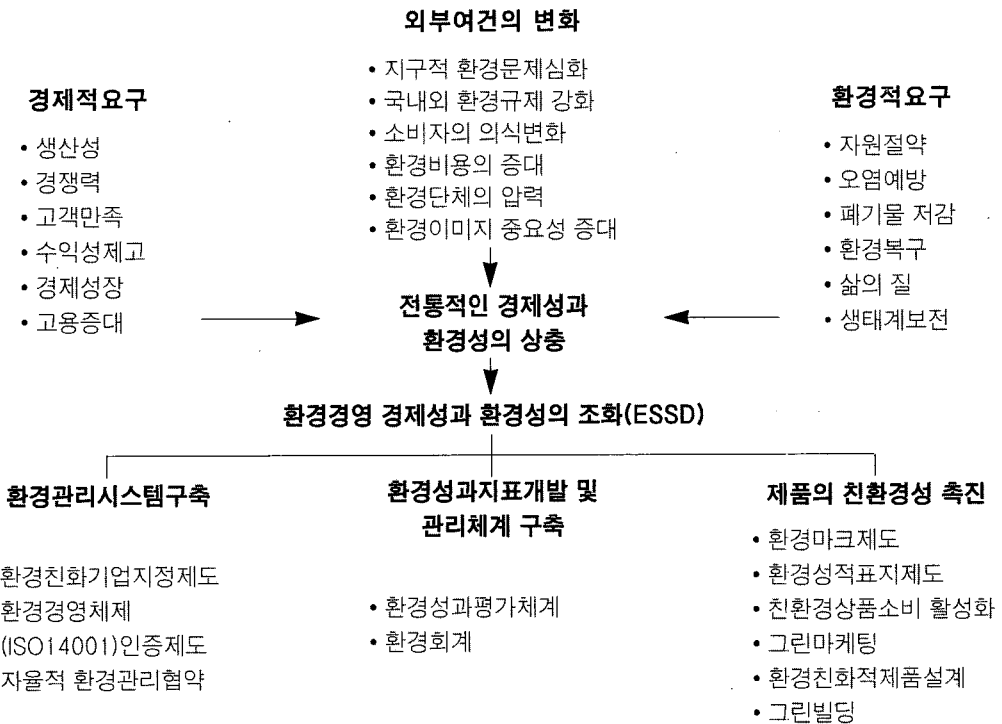 외부여건의 변화
• 지구적 환경문제심화
• 국내외 환경규제 강화
• 소비자의 의식변화
• 환경비용의 증대
• 환경단체의 압력
• 환경이미지 중요성 증대
경제적요구
• 생산성
• 경쟁력
• 고객만족
• 수익성제고
• 경제성장
• 고용증대
환경적요구
• 자원절약
• 오염예방
• 폐기물 저감
• 환경복구
• 삶의 질
• 생태계보전
전통적인 경제성과
환경성의 상충
환경경영 경제성과 환경성의 조화(ESSD)
환경관리시스템구축
환경친화기업지정제도
환경경영체제
(ISO14001)인증제도
자율적 환경관리협약
환경성과지표개발 및
관리체계 구축
• 환경성과평가체계
• 환경회계
제품의 친환경성 촉진
• 환경마크제도
• 환경성적표지제도
• 친환경상품소비 활성화
• 그린마케팅
• 환경친화적제품설계
• 그린빌딩